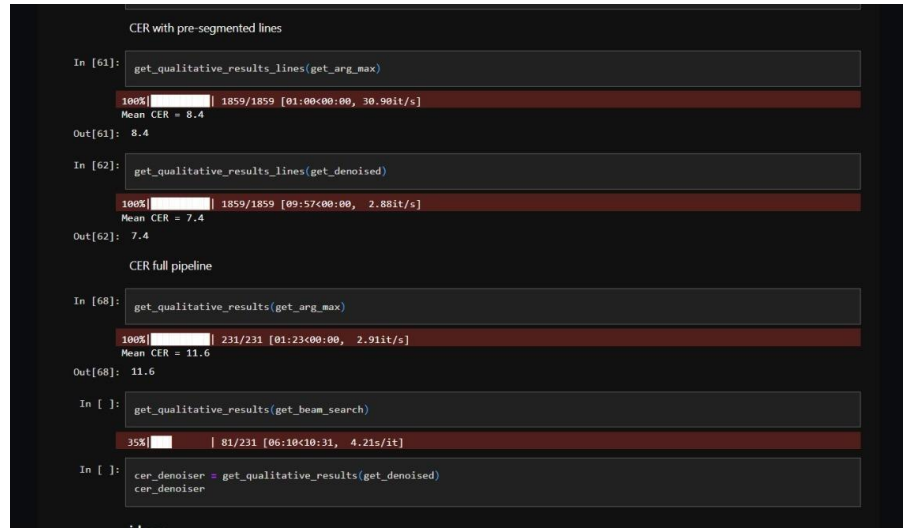 CER with pre-segmented lines
In [61]:
get_qualitative_results_lines(get_arg_max)
100%|██████████| 1859/1859 [01:00<00:00, 30.90it/s]
Mean CER = 8.4
Out[61]: 8.4
In [62]:
get_qualitative_results_lines(get_denoised)
100%|██████████| 1859/1859 [09:57<00:00,  2.88it/s]
Mean CER = 7.4
Out[62]: 7.4
CER full pipeline
In [68]:
get_qualitative_results(get_arg_max)
100%|██████████| 231/231 [01:23<00:00,  2.91it/s]
Mean CER = 11.6
Out[68]: 11.6
In [ ]:
get_qualitative_results(get_beam_search)
35%|███       | 81/231 [06:10<10:31,  4.21s/it]
In [ ]:
cer_denoiser = get_qualitative_results(get_denoised)
cer_denoiser